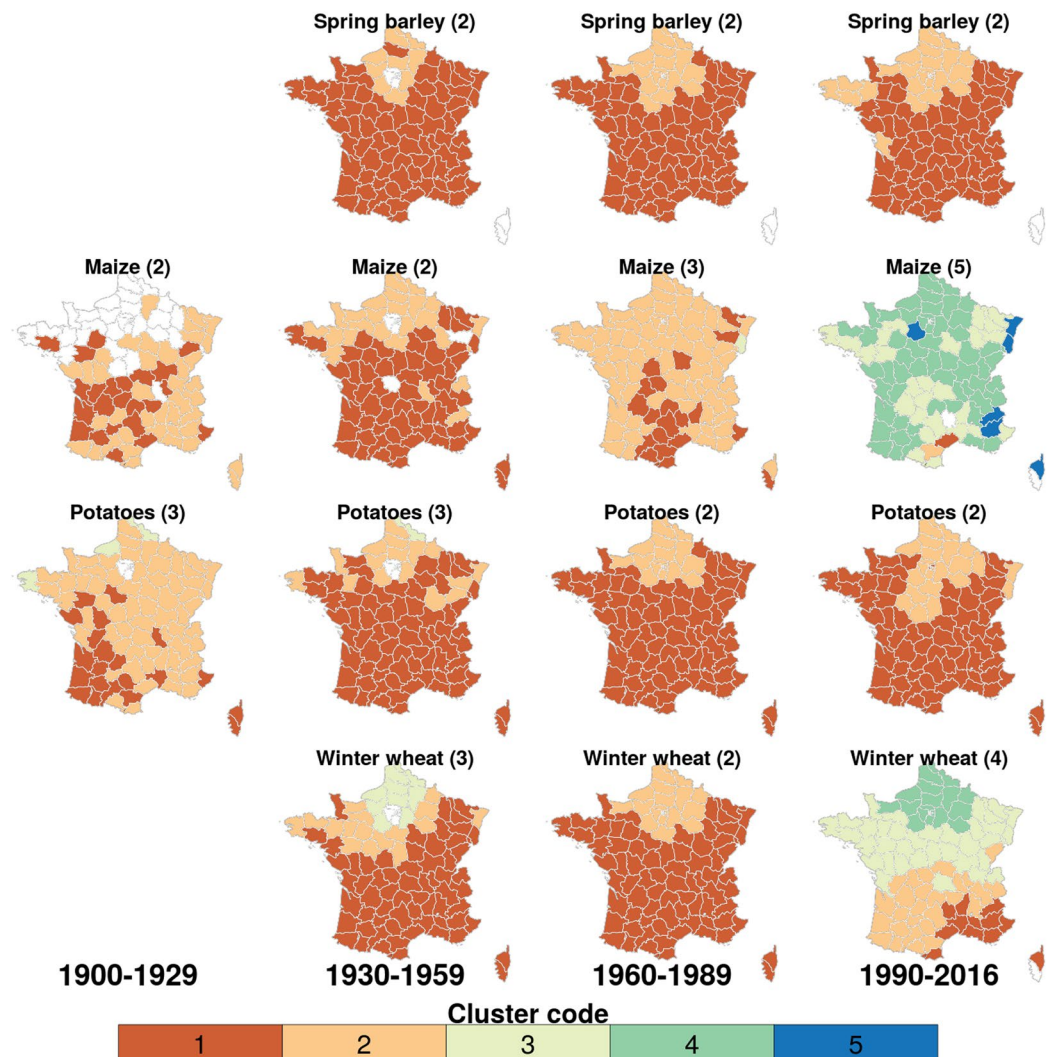 Spring barley (2) Spring barley (2) Spring barley (2)
Maize (2) Maize (2) Maize (3) Maize (5)
Potatoes (3) Potatoes (3) Potatoes (2) Potatoes (2)
Winter wheat (3) Winter wheat (2) Winter wheat (4)
1900-1929 1930-1959 1960-1989 1990-2016
Cluster code
1 2 3 4 5